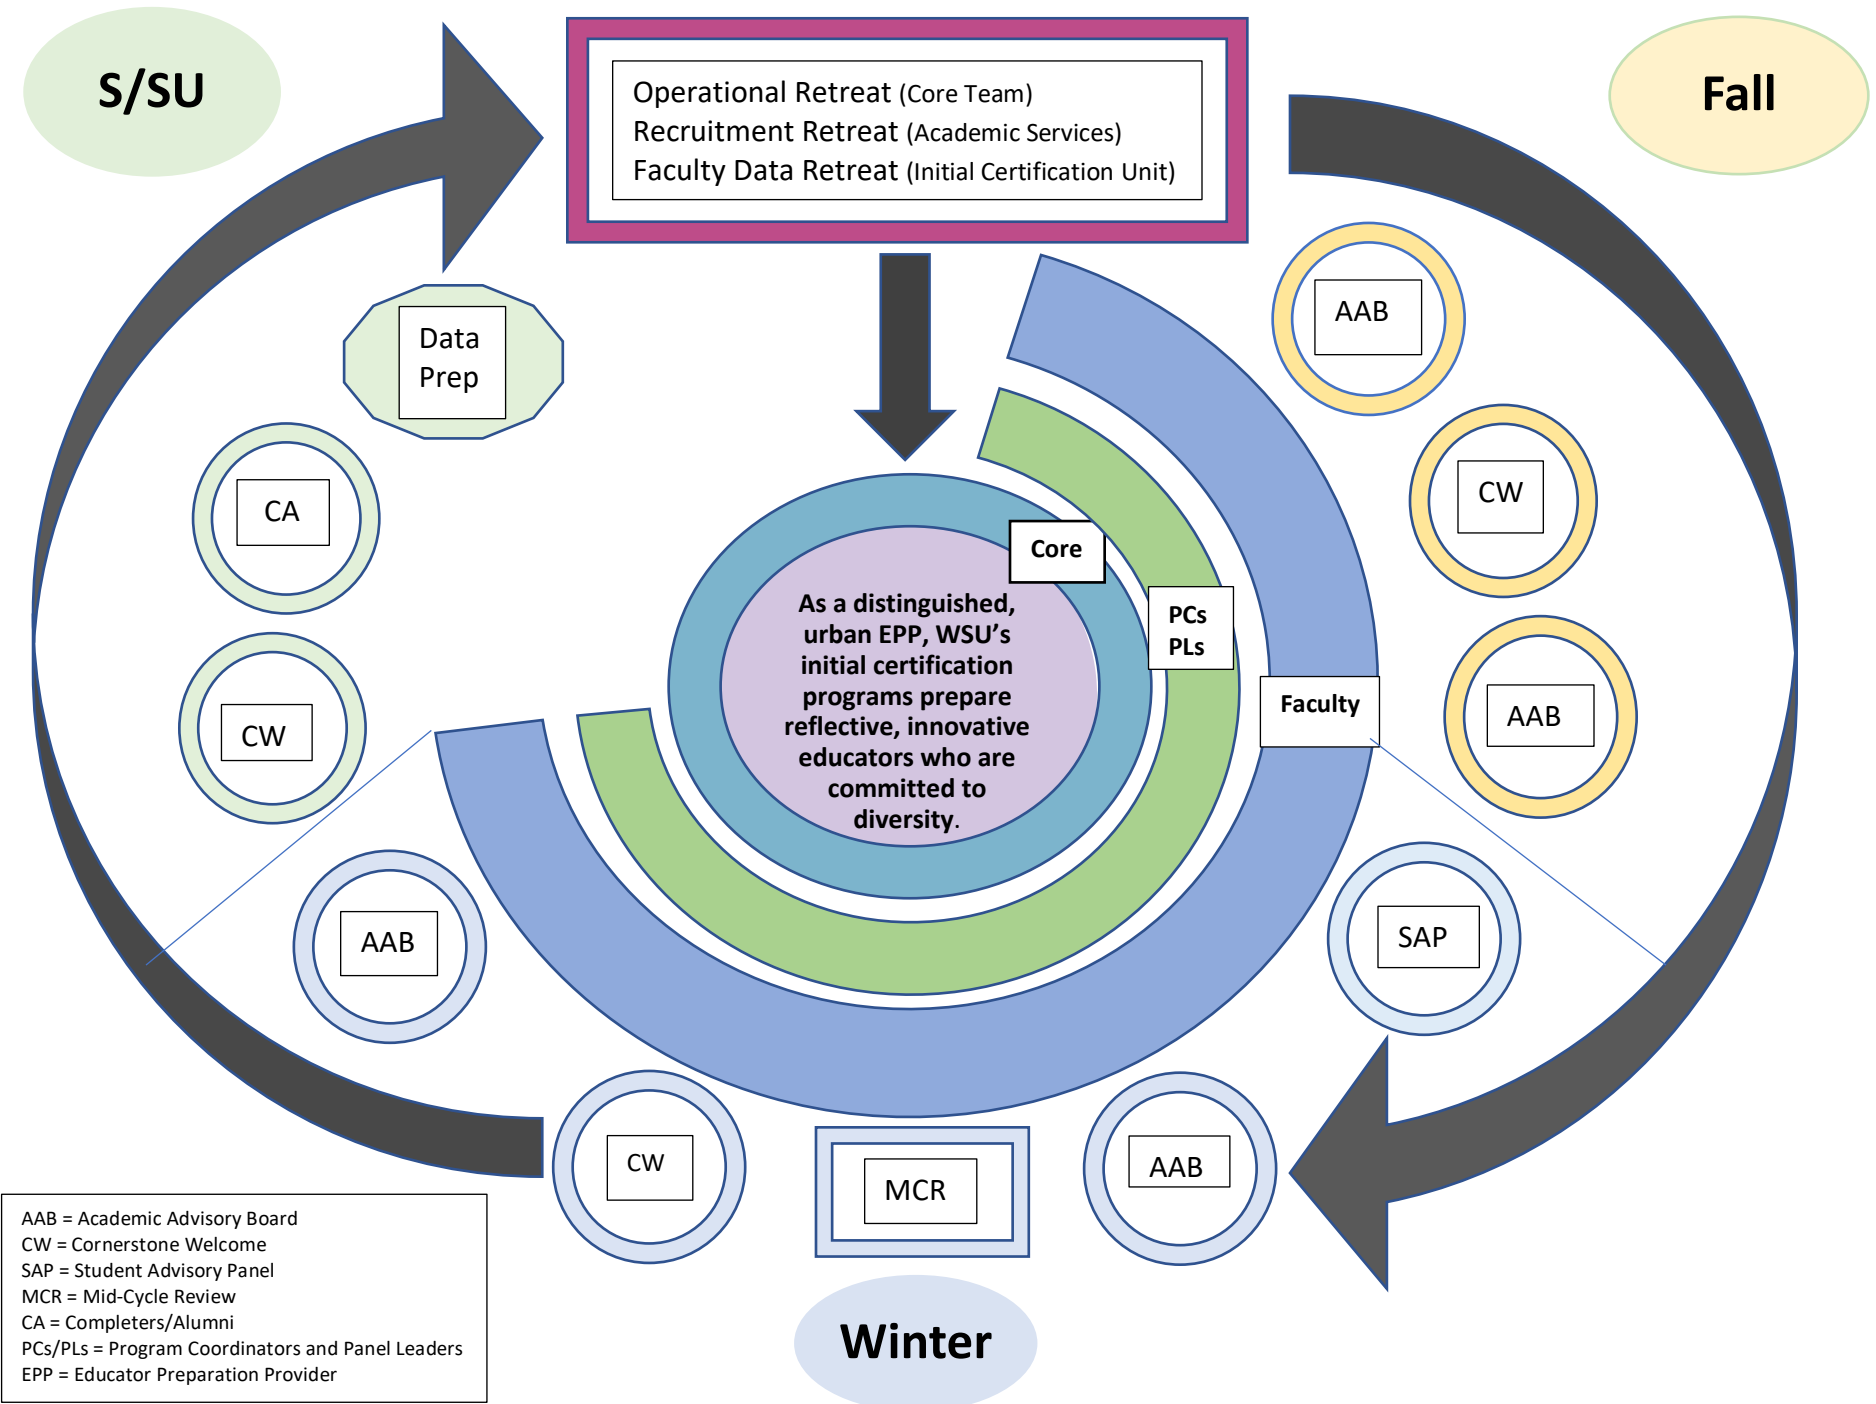 S/SU
Operational Retreat (Core Team)
Recruitment Retreat (Academic Services)
Faculty Data Retreat (Initial Certification Unit)
Fall
AAB
CW
AAB
SAP
AAB
MCR
CW
AAB
CW
CA
Data
Prep
Core
PCs
PLs
Faculty
As a distinguished,
urban EPP, WSU’s
initial certification
programs prepare
reflective, innovative
educators who are
committed to
diversity.
Winter
AAB = Academic Advisory Board
CW = Cornerstone Welcome
SAP = Student Advisory Panel
MCR = Mid-Cycle Review
CA = Completers/Alumni
PCs/PLs = Program Coordinators and Panel Leaders
EPP = Educator Preparation Provider